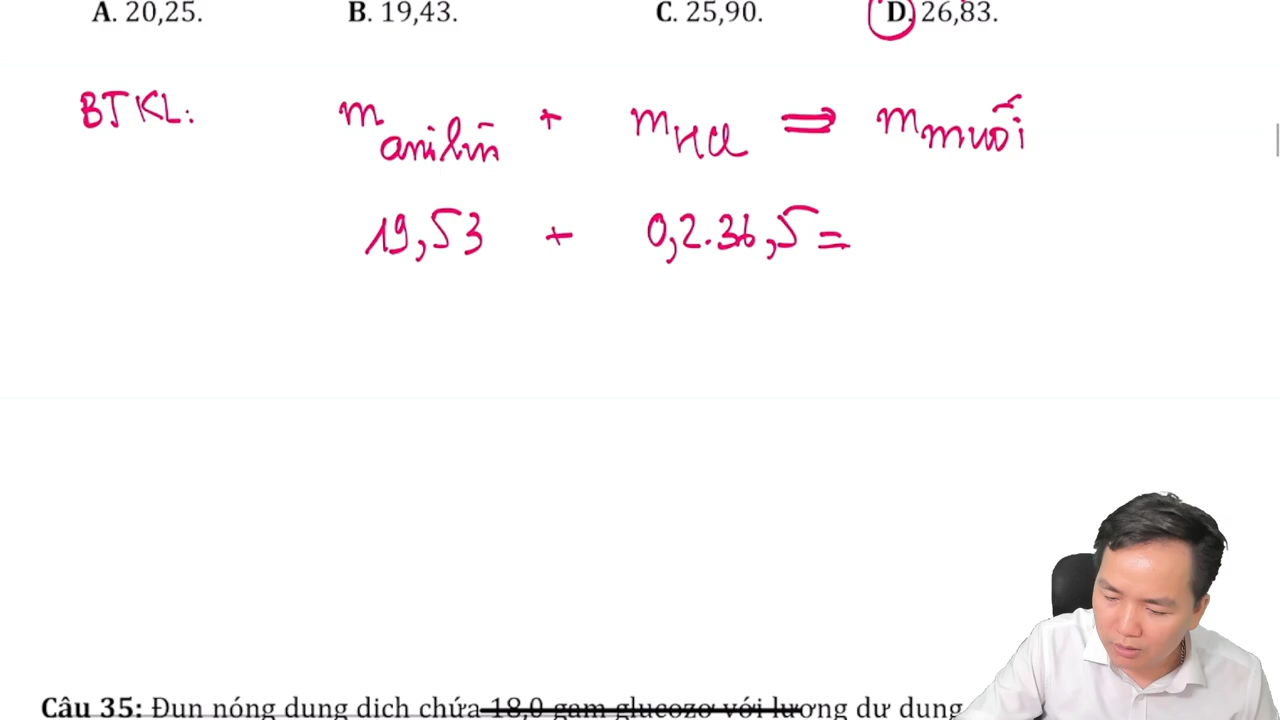 A. 20,25. B. 19,43. C. 25,90. D. 26,83.
BTKL: m anilin + m HCl ⇒ m muối
19,53 + 0,2.36,5 =
Câu 35: Đun nóng dung dịch chứa 18,0 gam glucozo với lượng dư dung